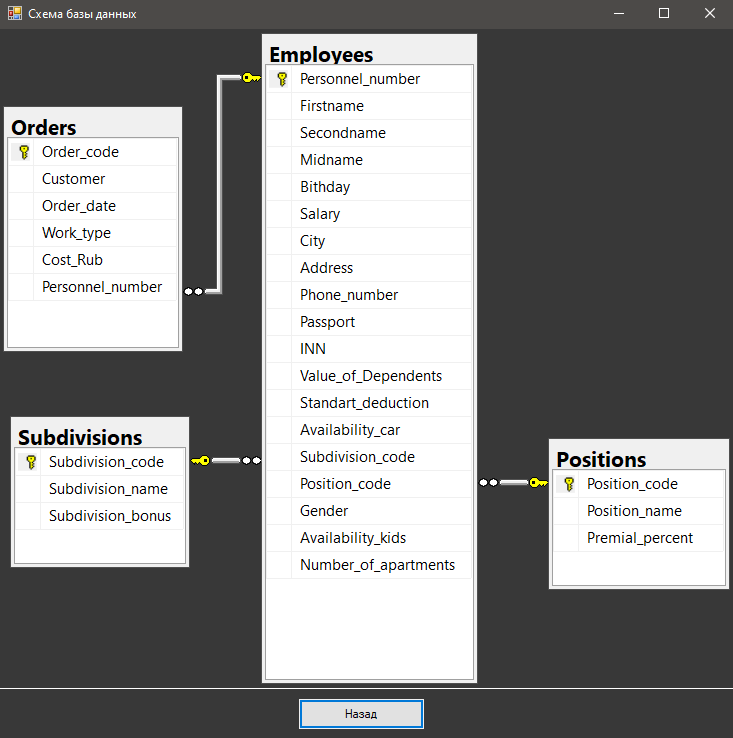 Схема базы данных
Employees
Personnel_number
Firstname
Secondname
Midname
Bithday
Salary
City
Address
Phone_number
Passport
INN
Value_of_Dependents
Standart_deduction
Availability_car
Subdivision_code
Position_code
Gender
Availability_kids
Number_of_apartments
Orders
Order_code
Customer
Order_date
Work_type
Cost_Rub
Personnel_number
Subdivisions
Subdivision_code
Subdivision_name
Subdivision_bonus
Positions
Position_code
Position_name
Premial_percent
Назад